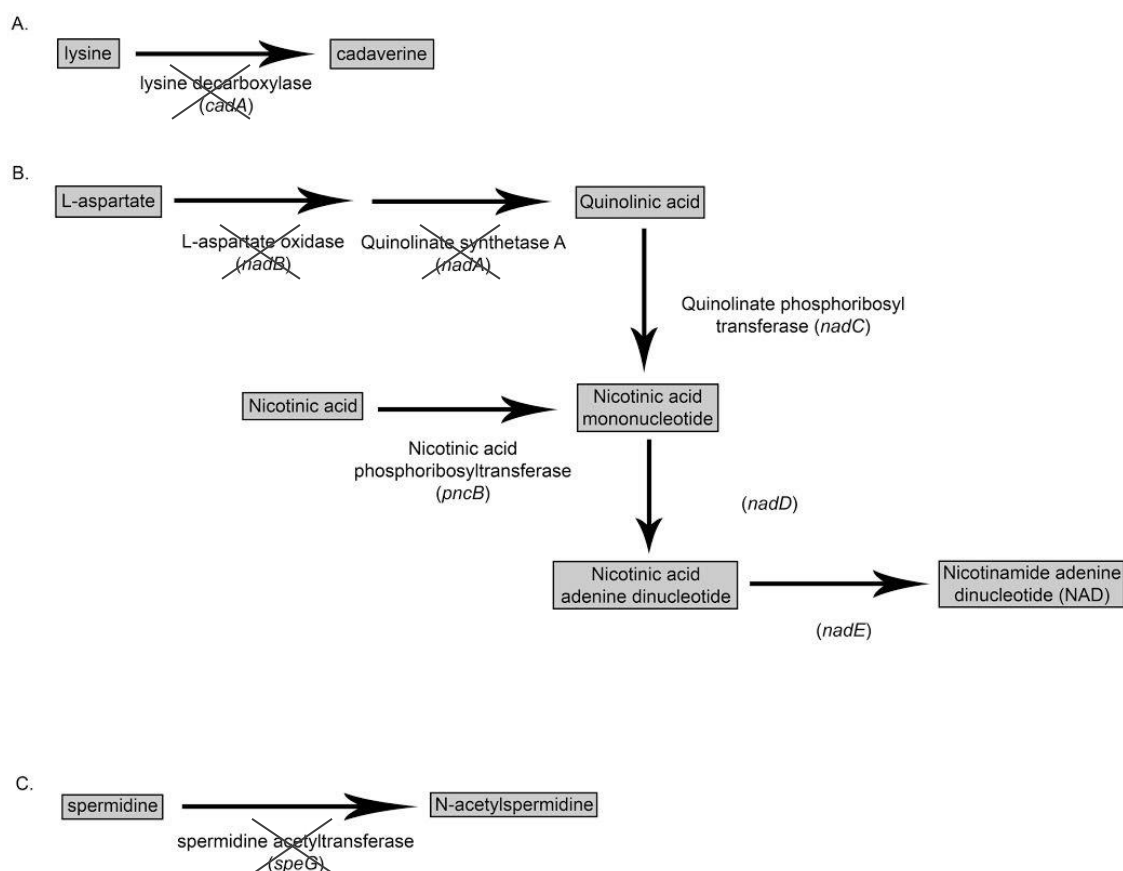 A.
lysine
cadaverine
lysine decarboxylase
(cadA)
B.
L-aspartate
Quinolinic acid
L-aspartate oxidase
(nadB)
Quinolinate synthetase A
(nadA)
Quinolinate phosphoribosyl
transferase (nadC)
Nicotinic acid
Nicotinic acid
mononucleotide
Nicotinic acid
phosphoribosyltransferase
(pncB)
(nadD)
Nicotinic acid
adenine dinucleotide
Nicotinamide adenine
dinucleotide (NAD)
(nadE)
C.
spermidine
N-acetylspermidine
spermidine acetyltransferase
(speG)